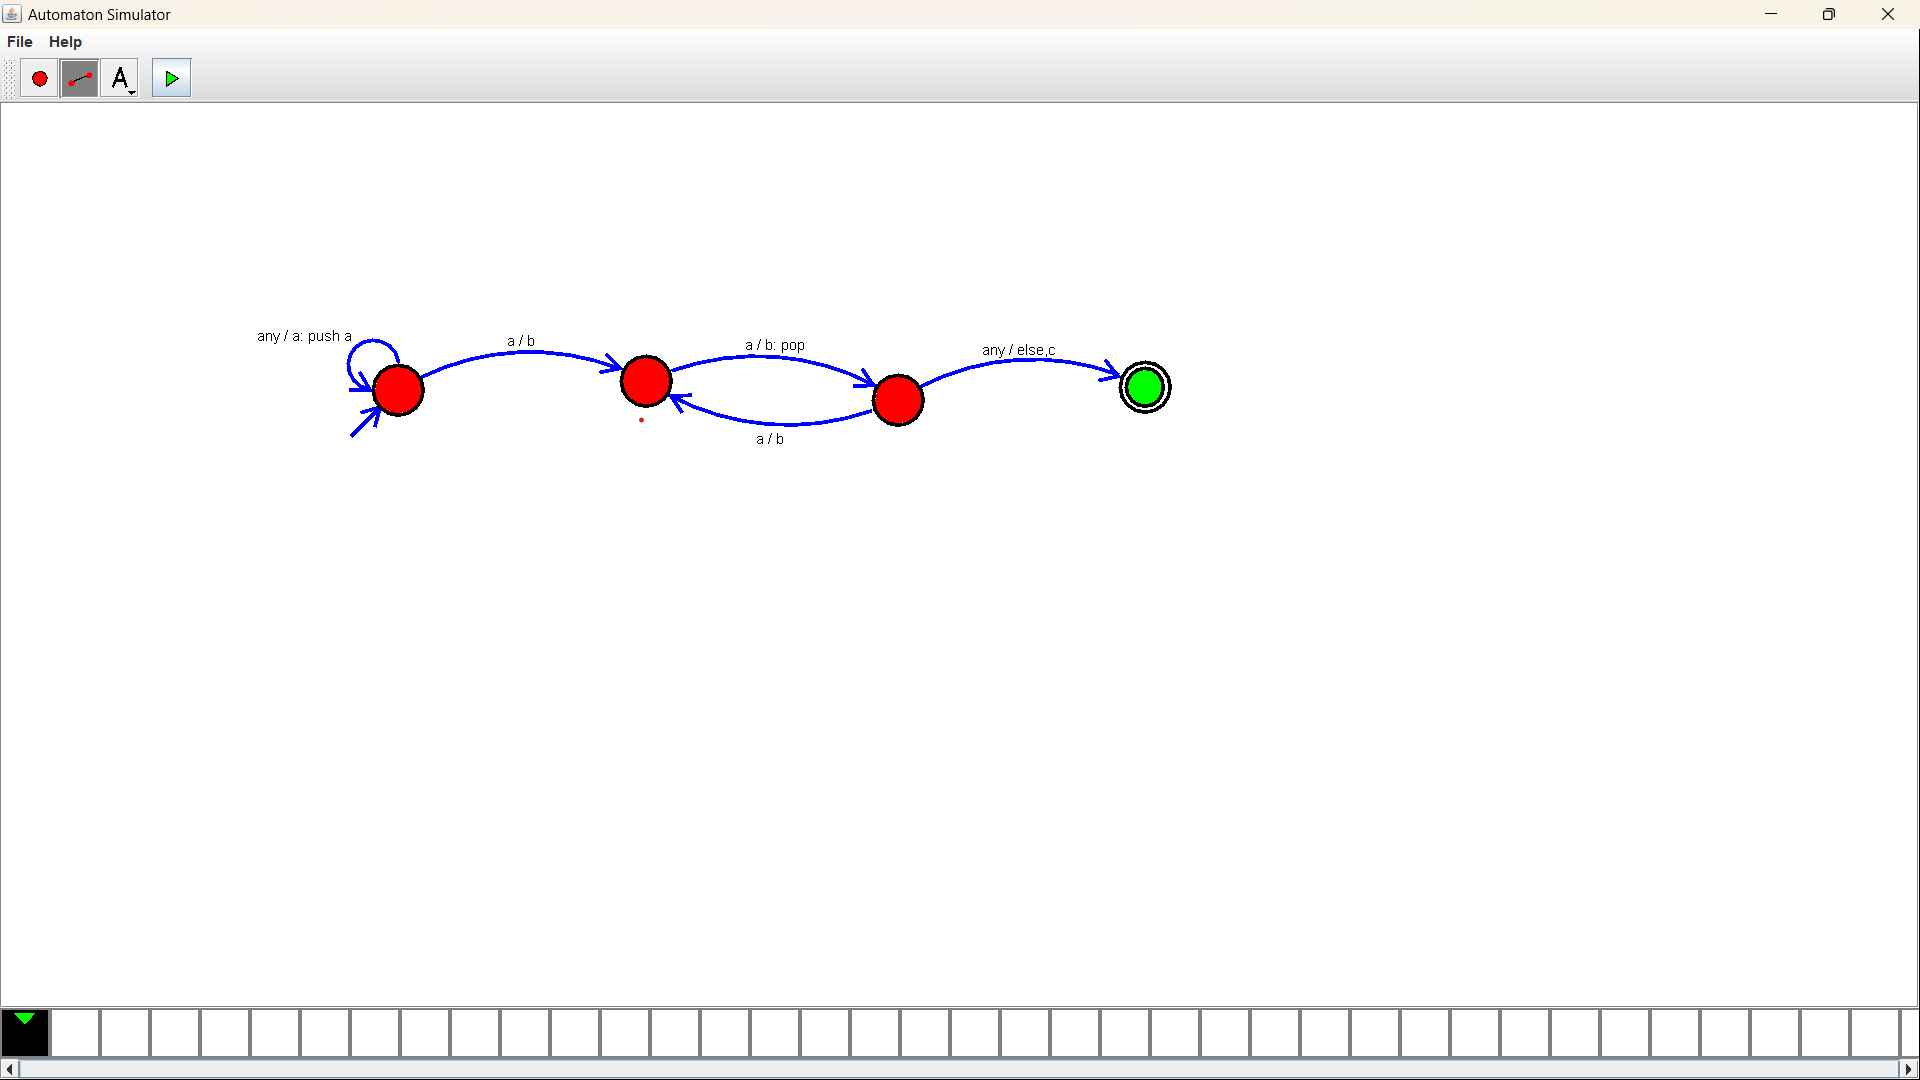 Automaton Simulator
File Help
A
any / a: push a
a / b
a / b: pop
any / else,c
a / b